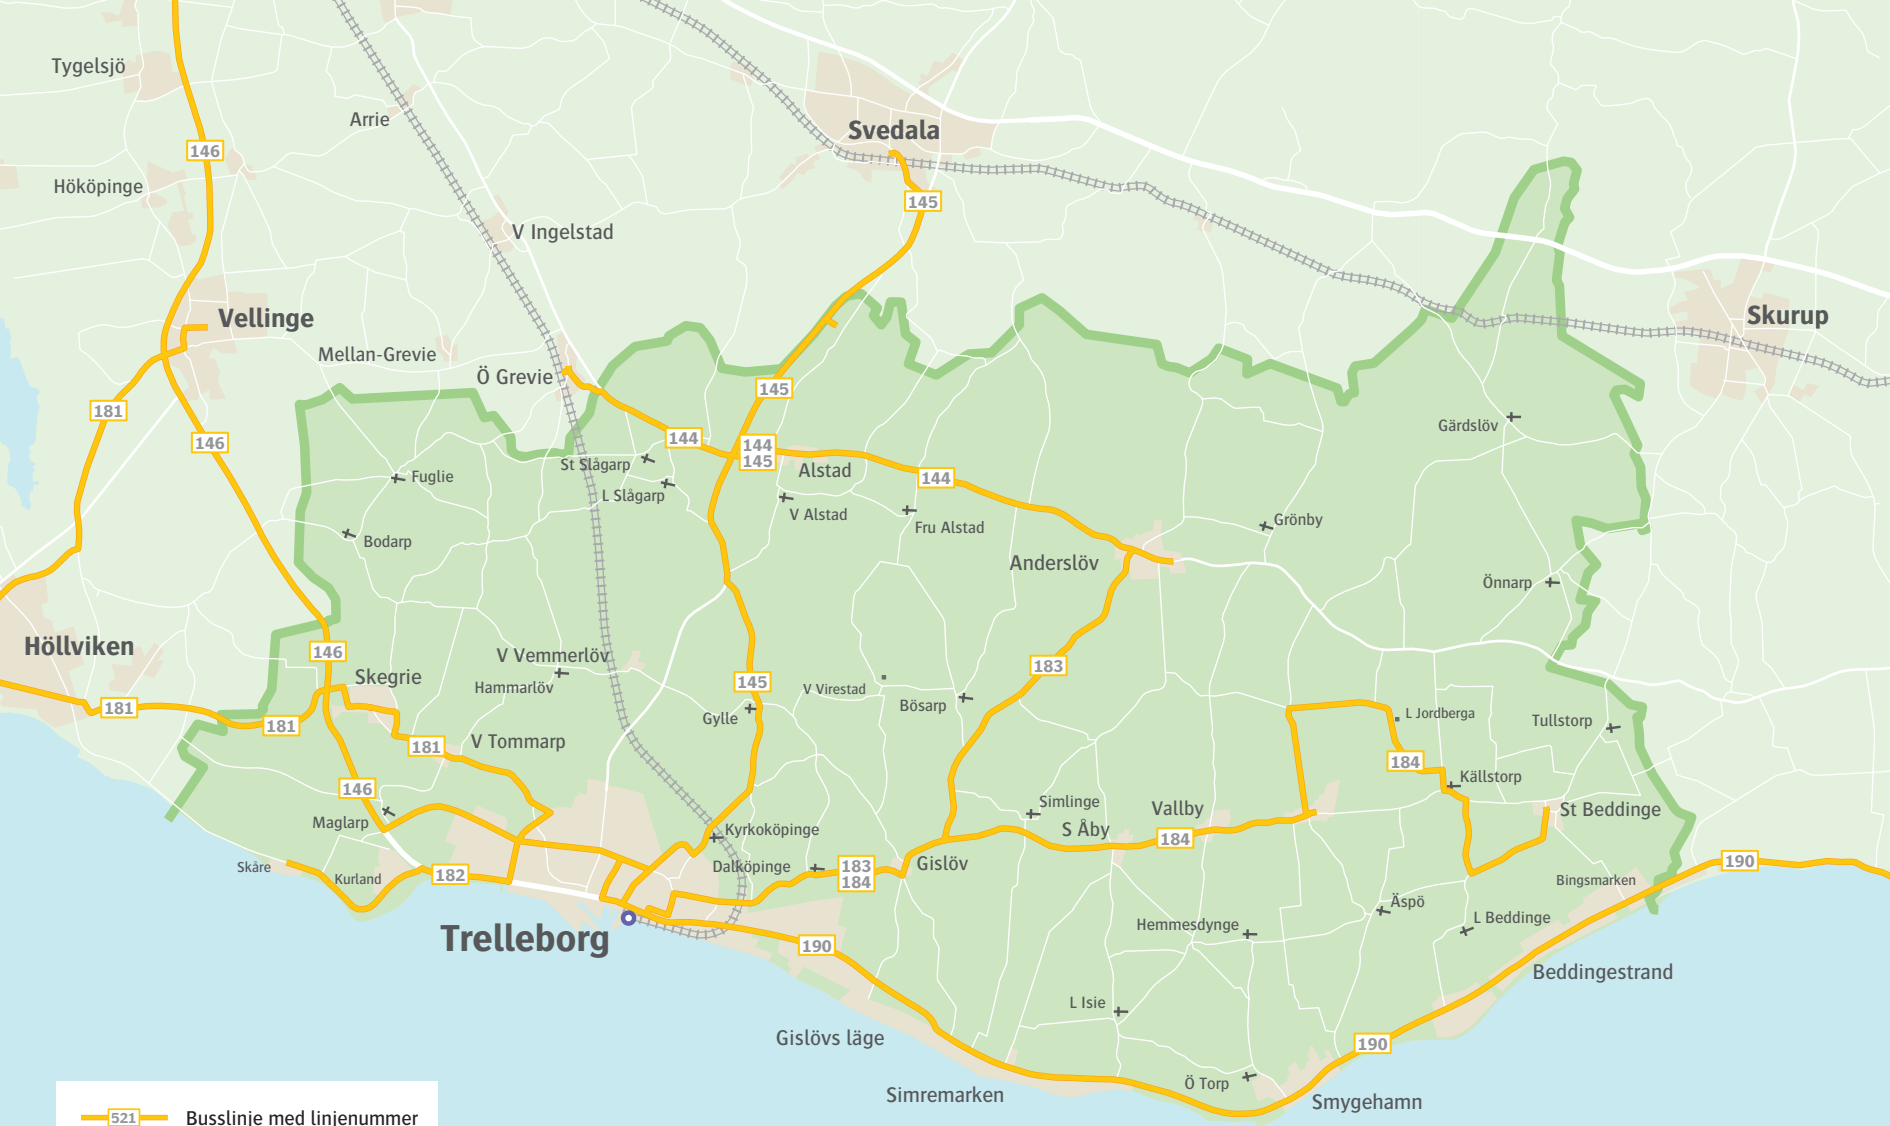 Tygelsjö
Arrie
Svedala
146
Hököpinge
145
V Ingelstad
Vellinge
Skurup
Mellan-Grevie
Ö Grevie
145
181
146
144
144
145
Gärdslöv
St Slågarp
Alstad
Fuglie
144
L Slågarp
V Alstad
Fru Alstad
Grönby
Bodarp
Anderslöv
Önnarp
Höllviken
146
V Vemmerlöv
183
Skegrie
Hammarlöv
145
V Virestad
Bösarp
181
181
Gylle
L Jordberga
Tullstorp
181
V Tommarp
184
146
Källstorp
Simlinge
Vallby
St Beddinge
Maglarp
Kyrkoköpinge
S Åby
184
Skåre
Kurland
182
Dalköpinge
183
184
Gislöv
190
Bingsmarken
Äspö
L Beddinge
Hemmesdynge
Trelleborg
190
Beddingestrand
L Isie
Gislövs läge
190
Ö Torp
Simremarken
Smygehamn
521
Busslinje med linjenummer